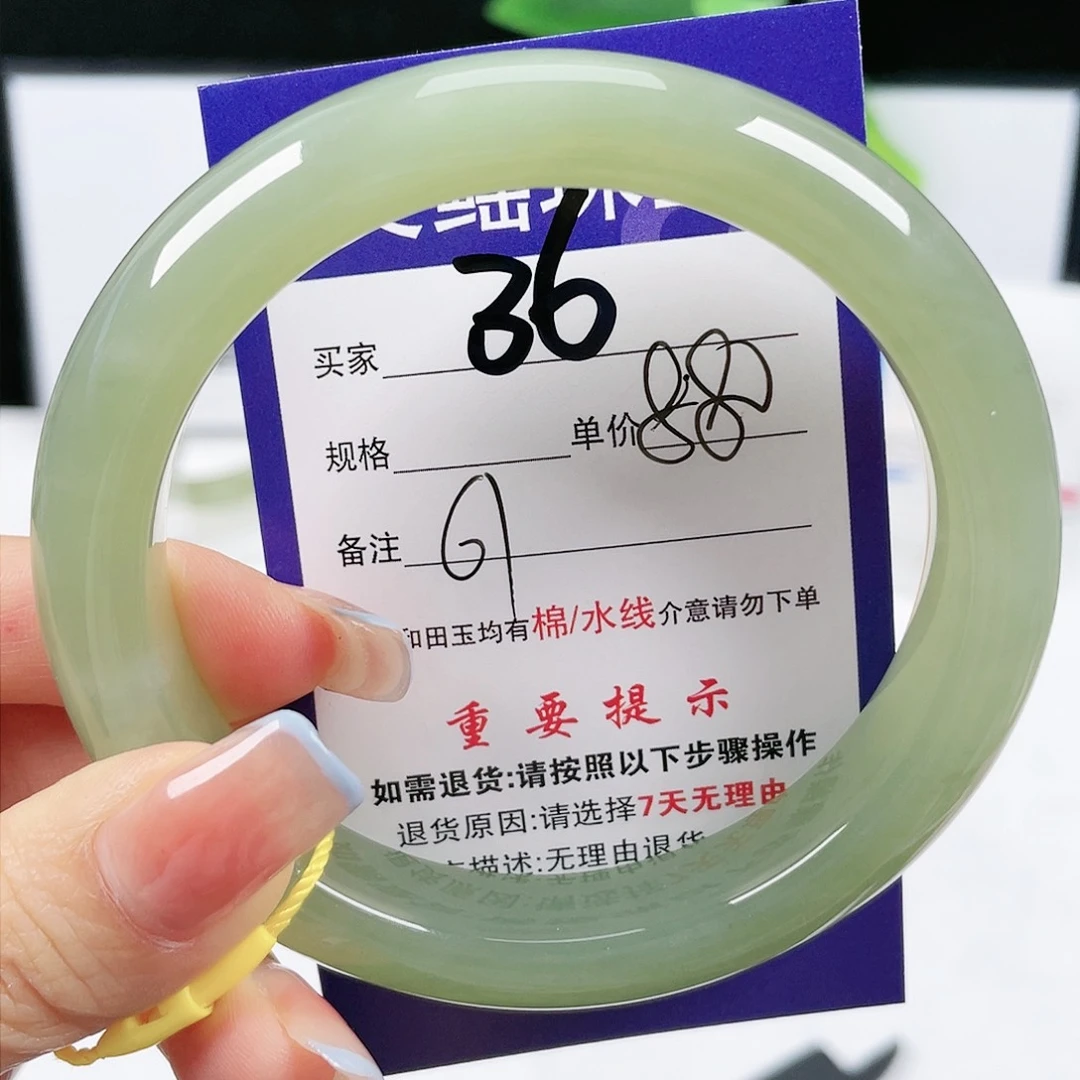 36
买家
规格 单价 88
备注 9
和田玉均有棉/水线介意请勿下单
重要提示
如需退货:请按照以下步骤操作
退货原因:请选择7天无理由
描述:无理由退货